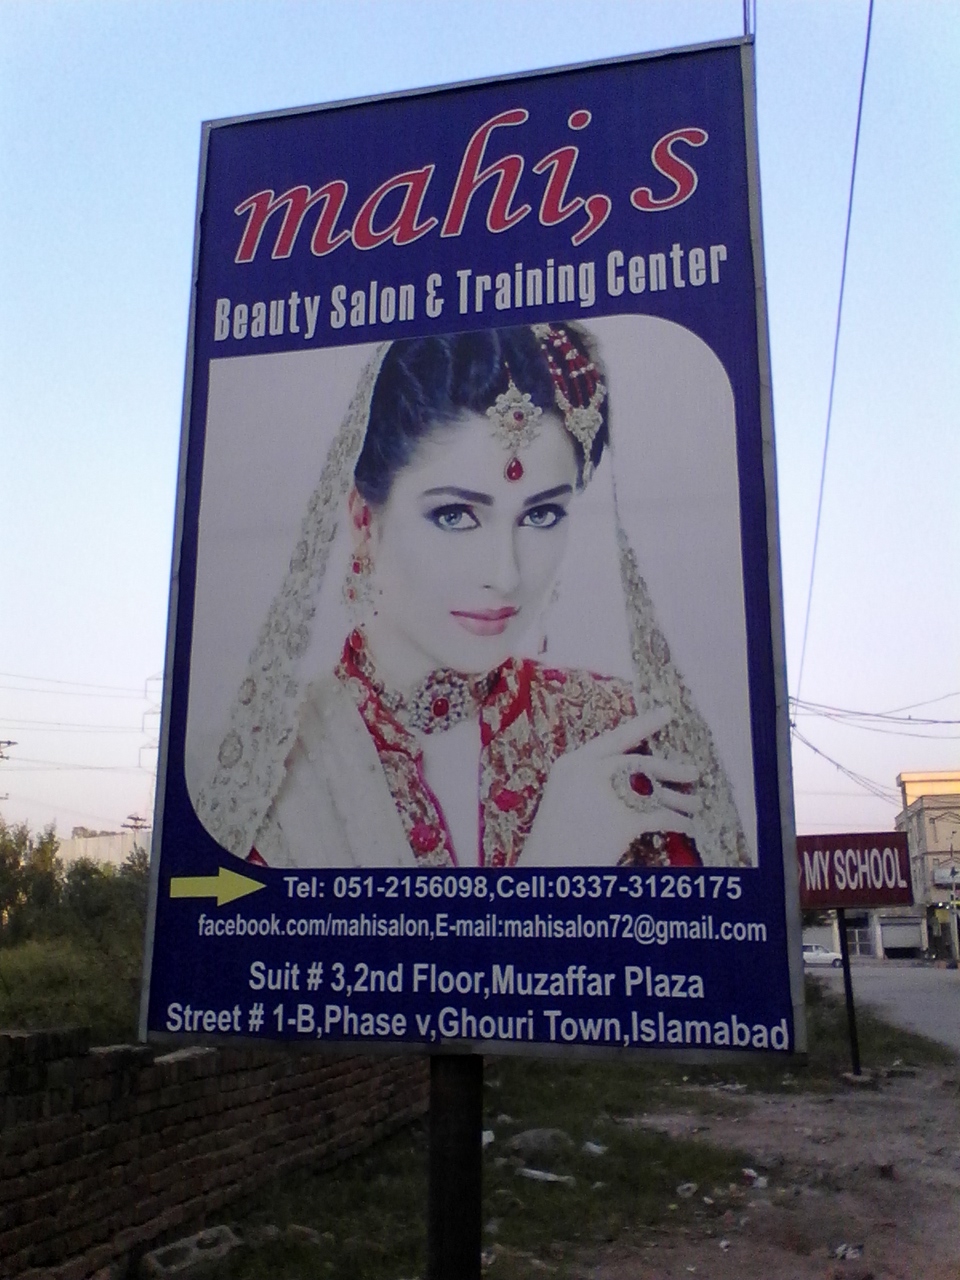 mahi,s
Beauty Salon & Training Center
Tel: 051-2156098,Cell:0337-3126175
facebook.com/mahisalon,E-mail:mahisalon72@gmail.com
Suit # 3,2nd Floor,Muzaffar Plaza
Street # 1-B,Phase v,Ghouri Town,Islamabad
MY SCHOOL